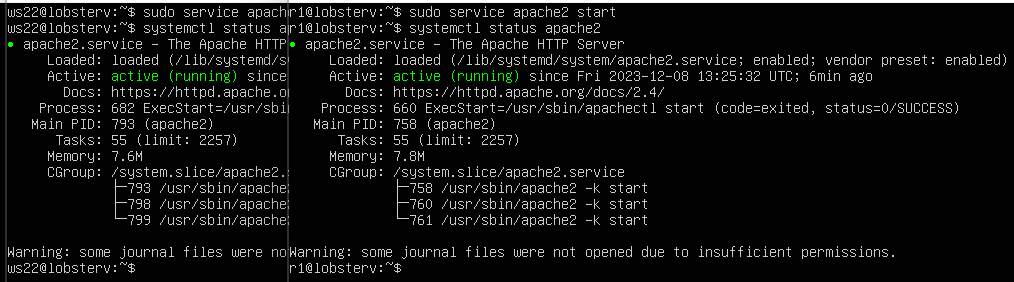 ws22@lobsterv:~$ sudo service apach
ws22@lobsterv:~$ systemctl status a
● apache2.service - The Apache HTTP
Loaded: loaded (/lib/systemd/s
Active: active (running) since
Docs: https://httpd.apache.o
Process: 682 ExecStart=/usr/sbi
Main PID: 793 (apache2)
Tasks: 55 (limit: 2257)
Memory: 7.6M
CGroup: /system.slice/apache2.
├─793 /usr/sbin/apache
├─798 /usr/sbin/apache
└─799 /usr/sbin/apache
Warning: some journal files were no
ws22@lobsterv:~$
r1@lobsterv:~$ sudo service apache2 start
r1@lobsterv:~$ systemctl status apache2
● apache2.service - The Apache HTTP Server
Loaded: loaded (/lib/systemd/system/apache2.service; enabled; vendor preset: enabled)
Active: active (running) since Fri 2023-12-08 13:25:32 UTC; 6min ago
Docs: https://httpd.apache.org/docs/2.4/
Process: 660 ExecStart=/usr/sbin/apachectl start (code=exited, status=0/SUCCESS)
Main PID: 758 (apache2)
Tasks: 55 (limit: 2257)
Memory: 7.8M
CGroup: /system.slice/apache2.service
├─758 /usr/sbin/apache2 -k start
├─760 /usr/sbin/apache2 -k start
└─761 /usr/sbin/apache2 -k start
Warning: some journal files were not opened due to insufficient permissions.
r1@lobsterv:~$